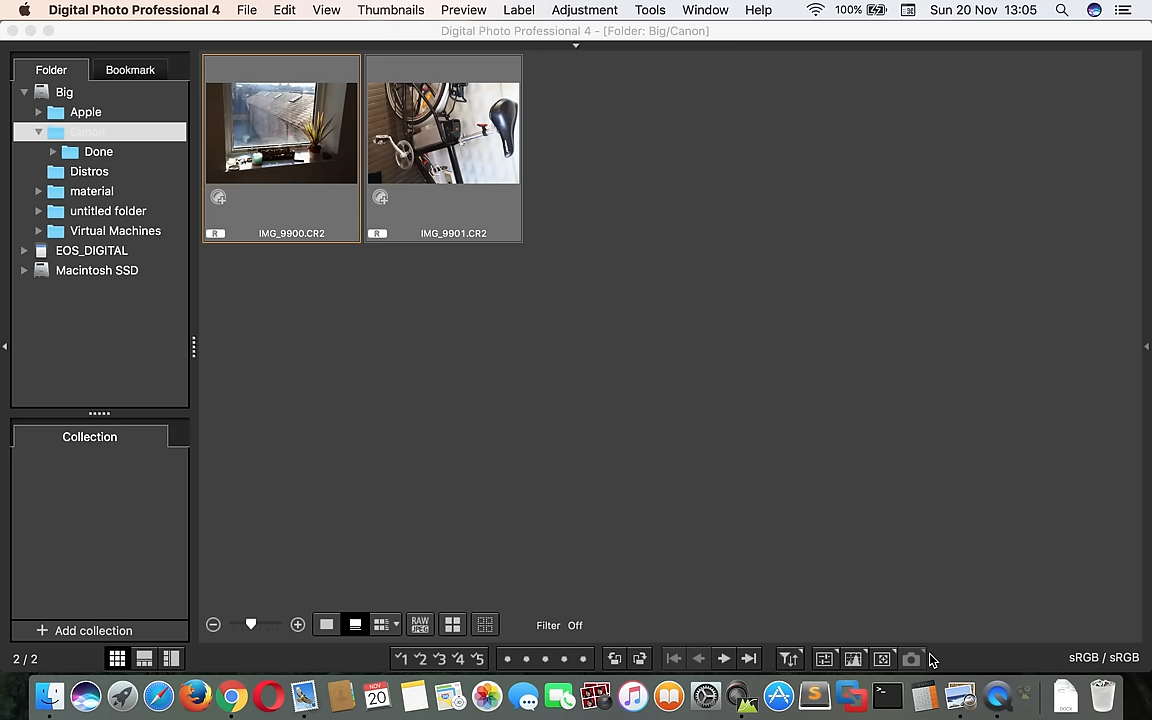 Digital Photo Professional 4 File Edit View Thumbnails Preview Label Adjustment Tools Window Help 100% Sun 20 Nov 13:05
Digital Photo Professional 4 - [Folder: Big/Canon]
Folder Bookmark
Big
Apple
Canon
Done
Distros
material
untitled folder
Virtual Machines
EOS_DIGITAL
Macintosh SSD
R IMG_9900.CR2
R IMG_9901.CR2
Collection
Add collection
RAW
JPEG
Filter Off
2 / 2
1 2 3 4 5
sRGB / sRGB
NOV
20
S
DOCX